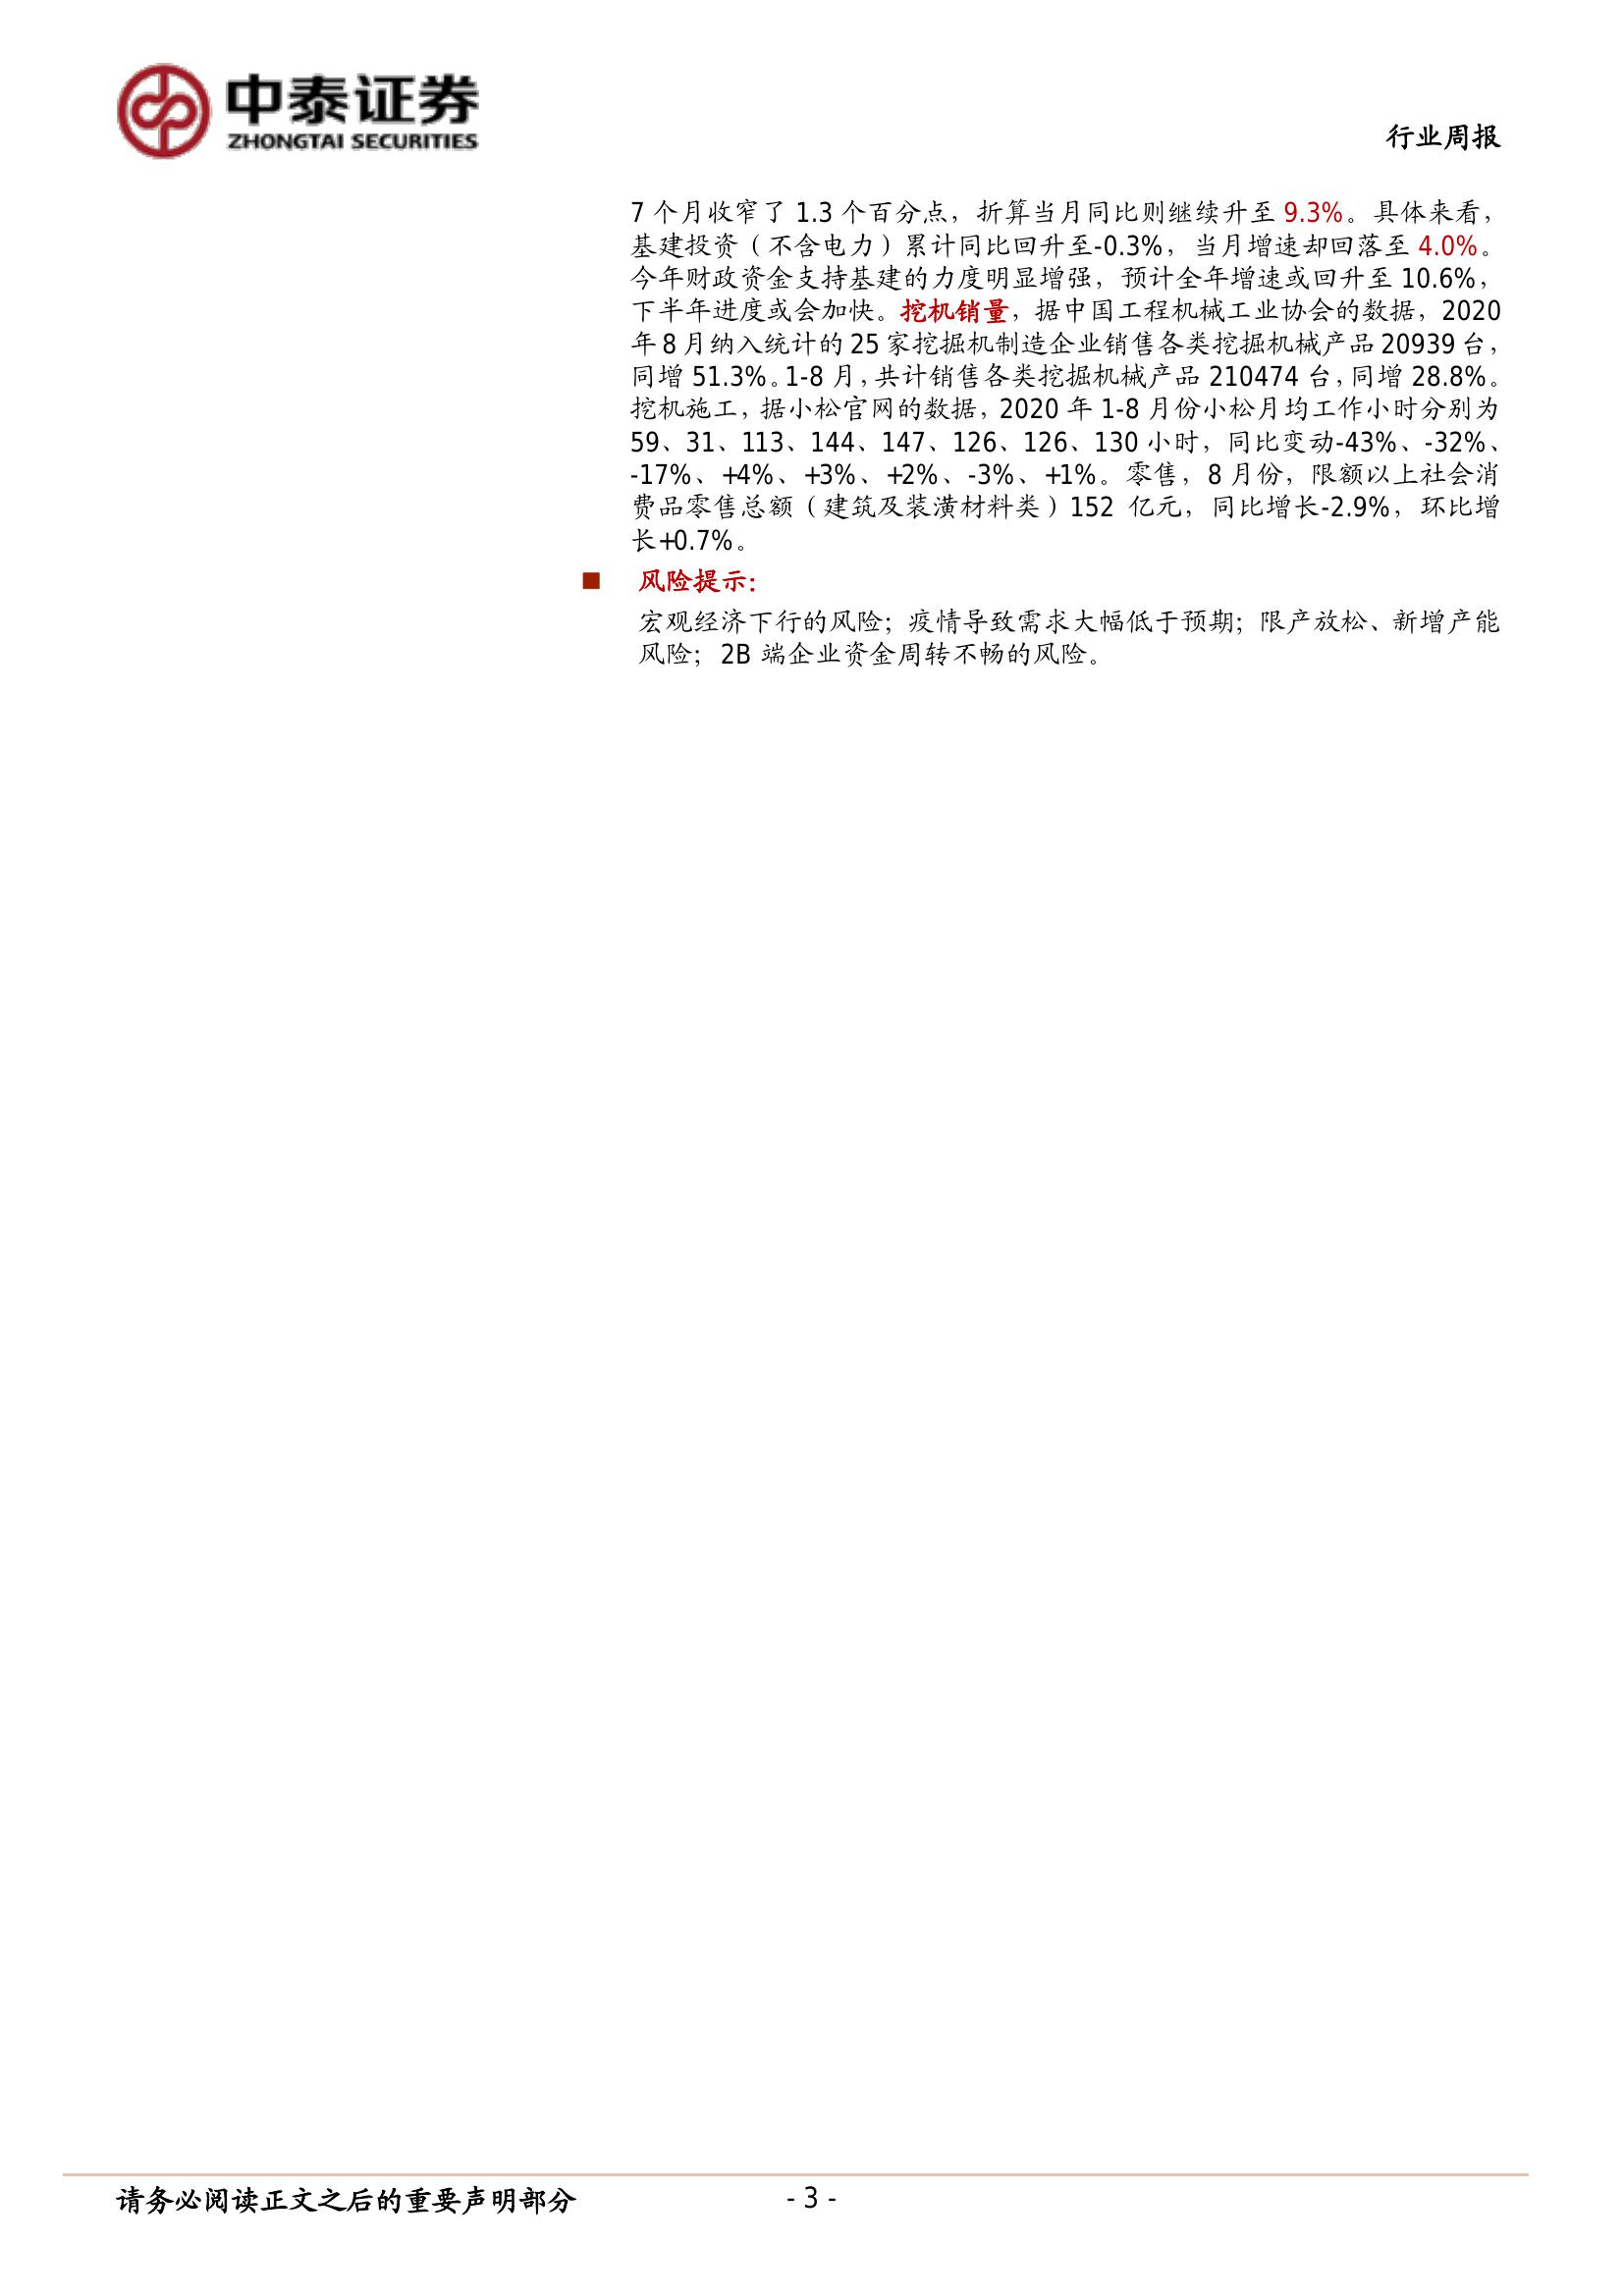 中泰证券
ZHONGTAI SECURITIES
行业周报
7 个月收窄了 1.3 个百分点，折算当月同比则继续升至 9.3%。具体来看，
基建投资（不含电力）累计同比回升至-0.3%，当月增速却回落至 4.0%。
今年财政资金支持基建的力度明显增强，预计全年增速或回升至 10.6%，
下半年进度或会加快。挖机销量，据中国工程机械工业协会的数据，2020
年 8 月纳入统计的 25 家挖掘机制造企业销售各类挖掘机械产品 20939 台，
同增 51.3%。1-8 月，共计销售各类挖掘机械产品 210474 台，同增 28.8%。
挖机施工，据小松官网的数据，2020 年 1-8 月份小松月均工作小时分别为
59、31、113、144、147、126、126、130 小时，同比变动-43%、-32%、
-17%、+4%、+3%、+2%、-3%、+1%。零售，8 月份，限额以上社会消
费品零售总额（建筑及装潢材料类）152 亿元，同比增长-2.9%，环比增
长+0.7%。
■ 风险提示：
宏观经济下行的风险；疫情导致需求大幅低于预期；限产放松、新增产能
风险；2B 端企业资金周转不畅的风险。
请务必阅读正文之后的重要声明部分
- 3 -